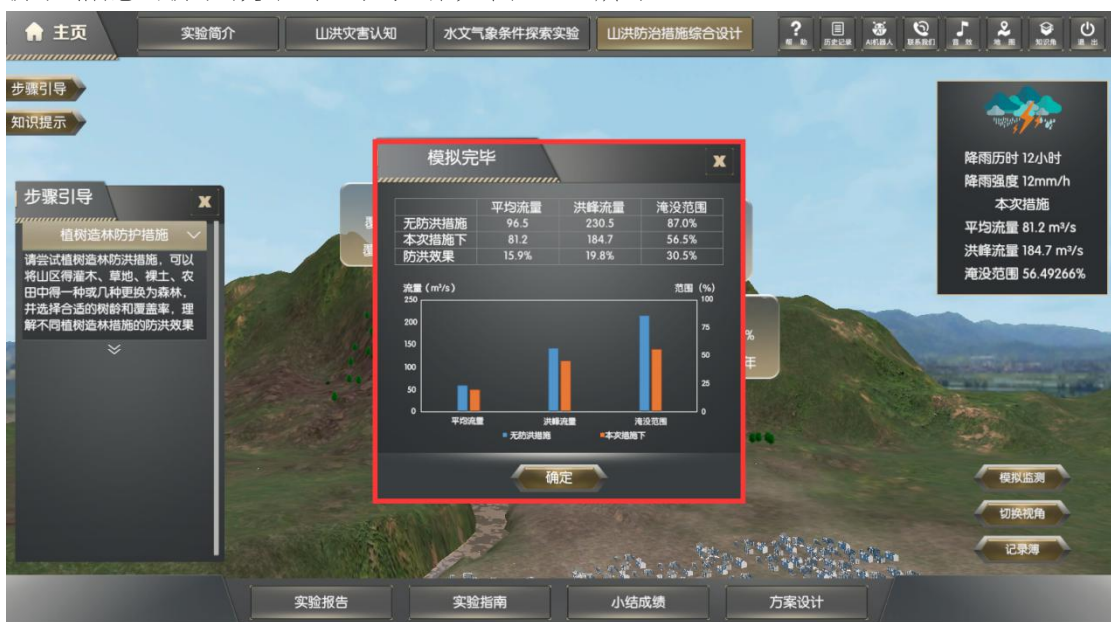 主页
实验简介
山洪灾害认知
水文气象条件探索实验
山洪防治措施综合设计
帮 助
历史记录
AI机器人
联系我们
音 效
地 图
知识角
退 出
步骤引导
知识提示
步骤引导
X
植树造林防护措施
请尝试植树造林防洪措施，可以
将山区得灌木、草地、裸土、农
田中得一种或几种更换为森林，
并选择合适的树龄和覆盖率，理
解不同植树造林措施的防洪效果
模拟完毕
X
平均流量 洪峰流量 淹没范围
无防洪措施 96.5 230.5 87.0%
本次措施下 81.2 184.7 56.5%
防洪效果 15.9% 19.8% 30.5%
流量（m³/s） 范围（%）
250 100
200
75
150
50
100
25
50
0 0
平均流量 洪峰流量 淹没范围
无防洪措施 本次措施下
确定
%
年
降雨历时 12小时
降雨强度 12mm/h
本次措施
平均流量 81.2 m³/s
洪峰流量 184.7 m³/s
淹没范围 56.49266%
模拟监测
切换视角
记录簿
实验报告
实验指南
小结成绩
方案设计